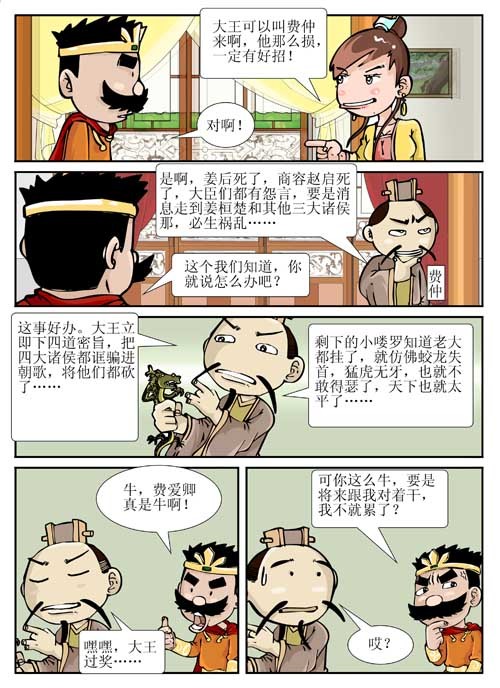 大王可以叫费仲
来啊，他那么损，
一定有好招！
对啊！
是啊，姜后死了，商容赵启死
了，大臣们都有怨言，要是消
息走到姜桓楚和其他三大诸侯
那，必生祸乱……
这个我们知道，你
就说怎么办吧？
费
仲
这事好办。大王立
即下四道密旨，把
四大诸侯都诓骗进
朝歌，将他们都砍
了……
剩下的小喽罗知道老大
都挂了，就仿佛蛟龙失
首，猛虎无牙，也就不
敢得瑟了，天下也就太
平了……
牛，费爱卿
真是牛啊！
嘿嘿，大王
过奖……
可你这么牛，要是
将来跟我对着干，
我不就累了？
哎？